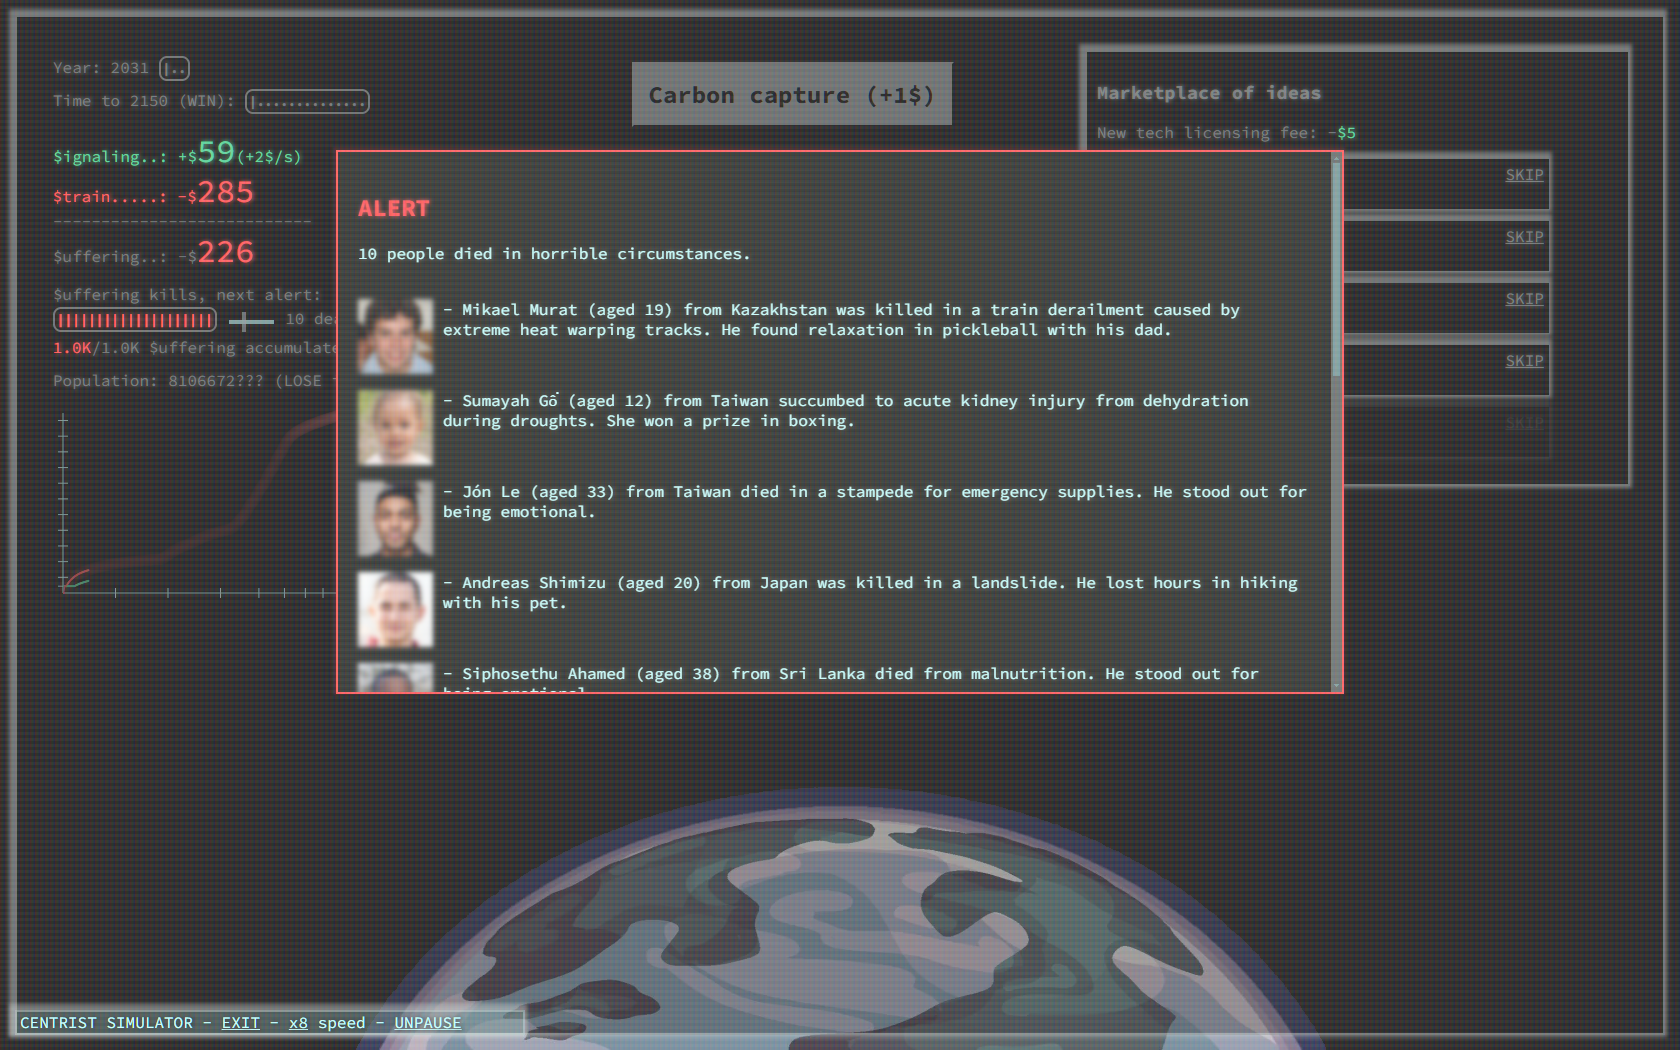 Year: 2031
Time to 2150 (WIN):
$ignaling..: +$59(+2$/s)
$train.....: -$285
$uffering..: -$226
$uffering kills, next alert:
10
1.0K/1.0K $uffering
Population: 8106672??? (LOSE
Carbon capture (+1$)
Marketplace of ideas
New tech licensing fee: -$5
SKIP
SKIP
SKIP
SKIP
SKIP
ALERT
10 people died in horrible circumstances.
- Mikael Murat (aged 19) from Kazakhstan was killed in a train derailment caused by
extreme heat warping tracks. He found relaxation in pickleball with his dad.
- Sumayah (aged 12) from Taiwan succumbed to acute kidney injury from dehydration
during droughts. She won a prize in boxing.
- Jón Le (aged 33) from Taiwan died in a stampede for emergency supplies. He stood out for
being emotional.
- Andreas Shimizu (aged 20) from Japan was killed in a landslide. He lost hours in hiking
with his pet.
- Siphosethu Ahamed (aged 38) from Sri Lanka died from malnutrition. He stood out for
being emotional.
CENTRIST SIMULATOR - EXIT - x8 speed - UNPAUSE